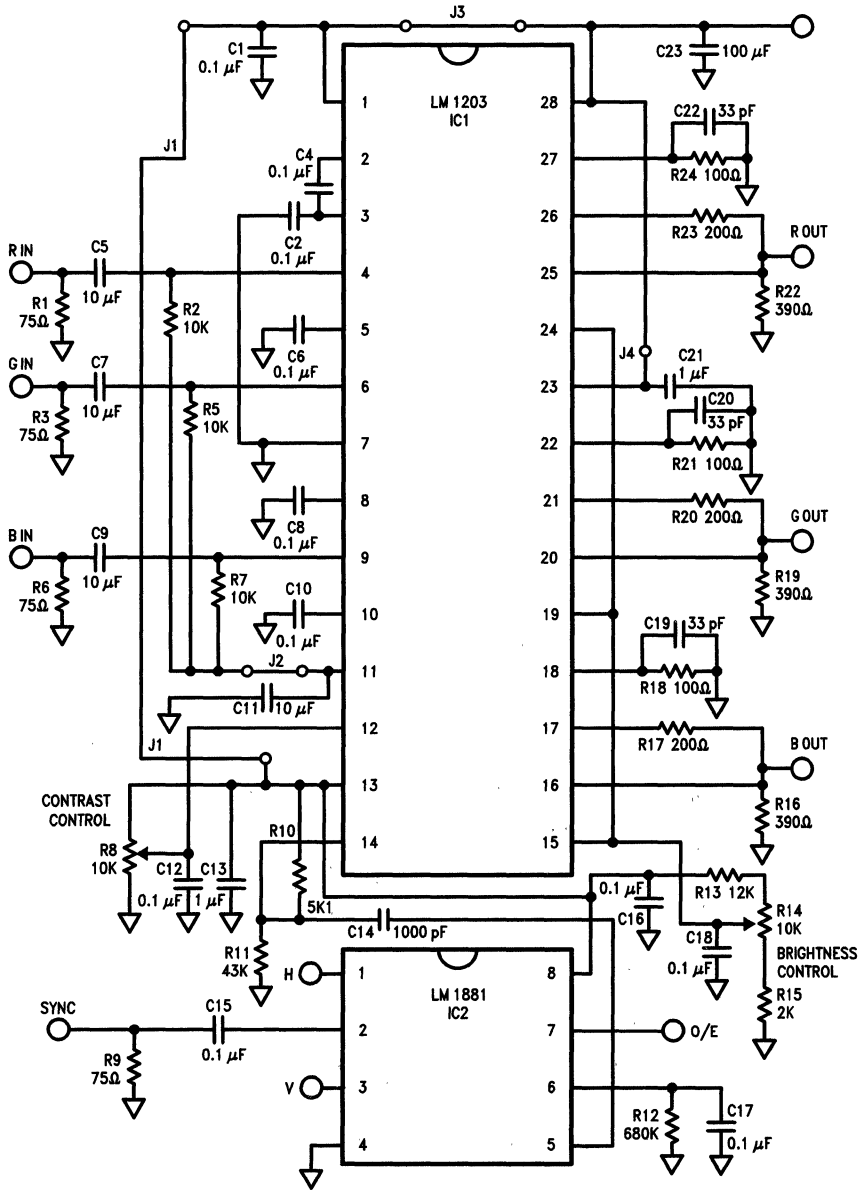 J3
C1
0.1 μF
C23
100 μF
1
LM 1203
IC1
28
C22
33 pF
J1
C4
0.1 μF
2
27
R24 100Ω
3
26
C2
0.1 μF
R23 200Ω
R OUT
R IN
C5
4
25
R1
75Ω
10 μF
R2
10K
R22
390Ω
5
24
C6
0.1 μF
J4
C21
1 μF
G IN
C7
6
23
R3
75Ω
10 μF
R5
10K
C20
33 pF
7
22
R21 100Ω
8
21
C8
0.1 μF
R20 200Ω
G OUT
B IN
C9
9
20
R6
75Ω
10 μF
R7
10K
R19
390Ω
C10
0.1 μF
10
19
C19
33 pF
J2
11
18
R18 100Ω
C11
10 μF
12
17
R17 200Ω
B OUT
J1
13
16
CONTRAST
CONTROL
R16
390Ω
R10
R8
10K
14
15
C12
0.1 μF
C13
1 μF
5K1
0.1 μF
C16
R13 12K
R14
10K
C14
1000 pF
C18
0.1 μF
BRIGHTNESS
CONTROL
R11
43K
H
1
8
LM 1881
IC2
R15
2K
SYNC
C15
0.1 μF
2
7
O/E
R9
75Ω
V
3
6
R12
680K
C17
0.1 μF
4
5